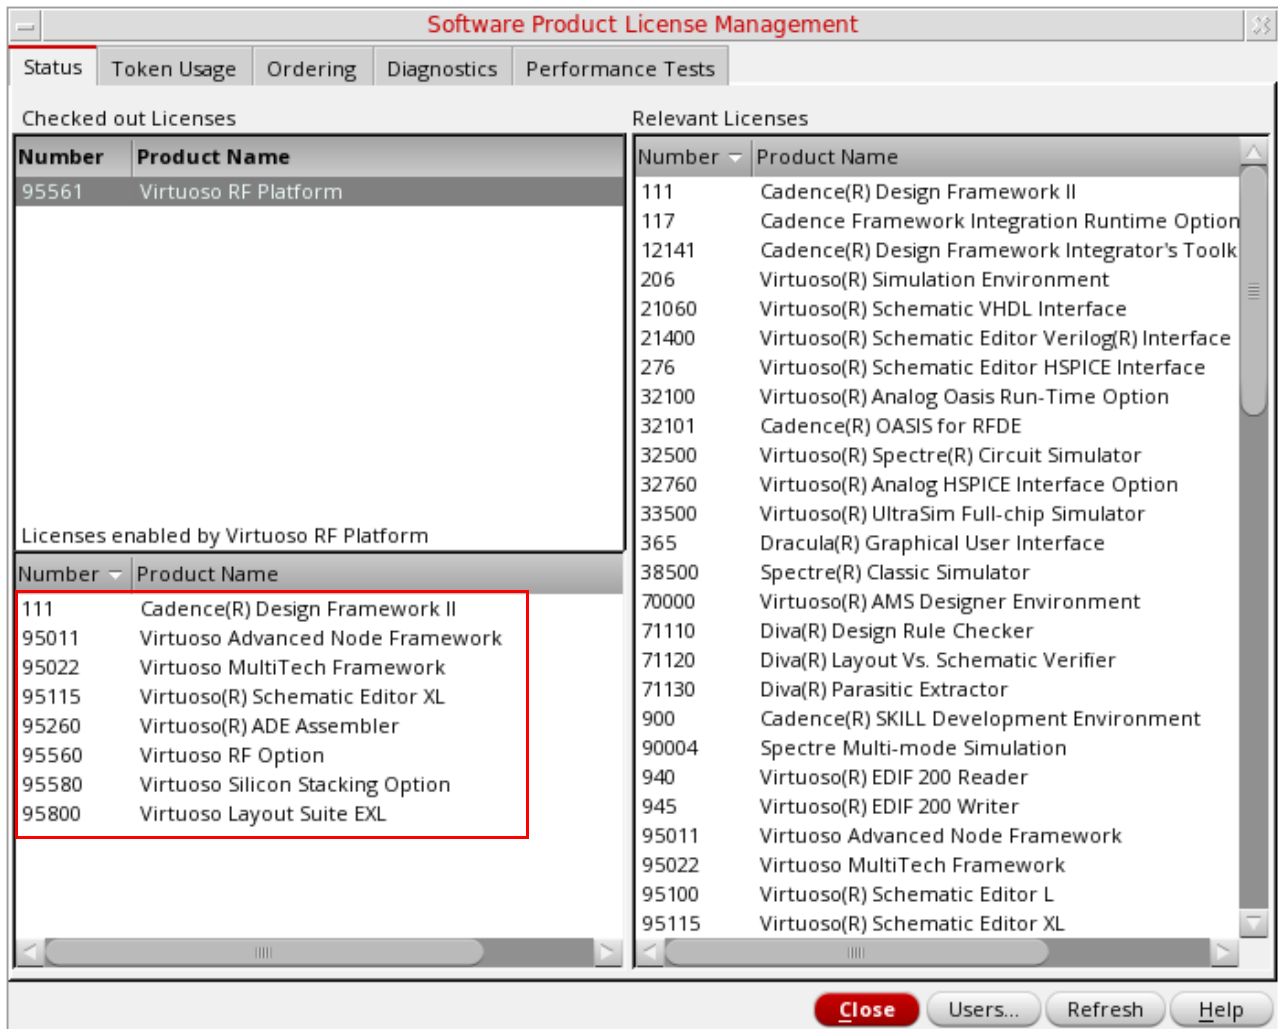 Software Product License Management
Status Token Usage Ordering Diagnostics Performance Tests
Checked out Licenses
Number Product Name
95561 Virtuoso RF Platform
Licenses enabled by Virtuoso RF Platform
Number Product Name
111 Cadence(R) Design Framework II
95011 Virtuoso Advanced Node Framework
95022 Virtuoso MultiTech Framework
95115 Virtuoso(R) Schematic Editor XL
95260 Virtuoso(R) ADE Assembler
95560 Virtuoso RF Option
95580 Virtuoso Silicon Stacking Option
95800 Virtuoso Layout Suite EXL
Relevant Licenses
Number Product Name
111 Cadence(R) Design Framework II
117 Cadence Framework Integration Runtime Option
12141 Cadence(R) Design Framework Integrator's Toolk
206 Virtuoso(R) Simulation Environment
21060 Virtuoso(R) Schematic VHDL Interface
21400 Virtuoso(R) Schematic Editor Verilog(R) Interface
276 Virtuoso(R) Schematic Editor HSPICE Interface
32100 Virtuoso(R) Analog Oasis Run-Time Option
32101 Cadence(R) OASIS for RFDE
32500 Virtuoso(R) Spectre(R) Circuit Simulator
32760 Virtuoso(R) Analog HSPICE Interface Option
33500 Virtuoso(R) UltraSim Full-chip Simulator
365 Dracula(R) Graphical User Interface
38500 Spectre(R) Classic Simulator
70000 Virtuoso(R) AMS Designer Environment
71110 Diva(R) Design Rule Checker
71120 Diva(R) Layout Vs. Schematic Verifier
71130 Diva(R) Parasitic Extractor
900 Cadence(R) SKILL Development Environment
90004 Spectre Multi-mode Simulation
940 Virtuoso(R) EDIF 200 Reader
945 Virtuoso(R) EDIF 200 Writer
95011 Virtuoso Advanced Node Framework
95022 Virtuoso MultiTech Framework
95100 Virtuoso(R) Schematic Editor L
95115 Virtuoso(R) Schematic Editor XL
Close Users... Refresh Help